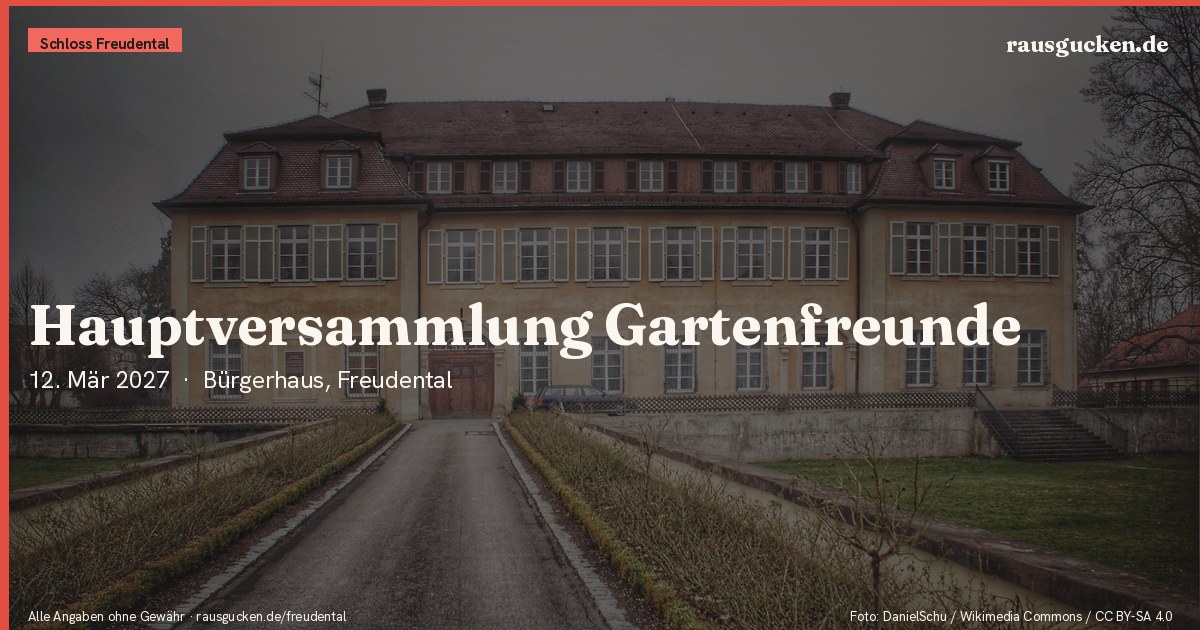 Schloss Freudental
rausgucken.de
Hauptversammlung Gartenfreunde
12. Mär 2027 · Bürgerhaus, Freudental
Alle Angaben ohne Gewähr · rausgucken.de/freudental
Foto: DanielSchu / Wikimedia Commons / CC BY-SA 4.0